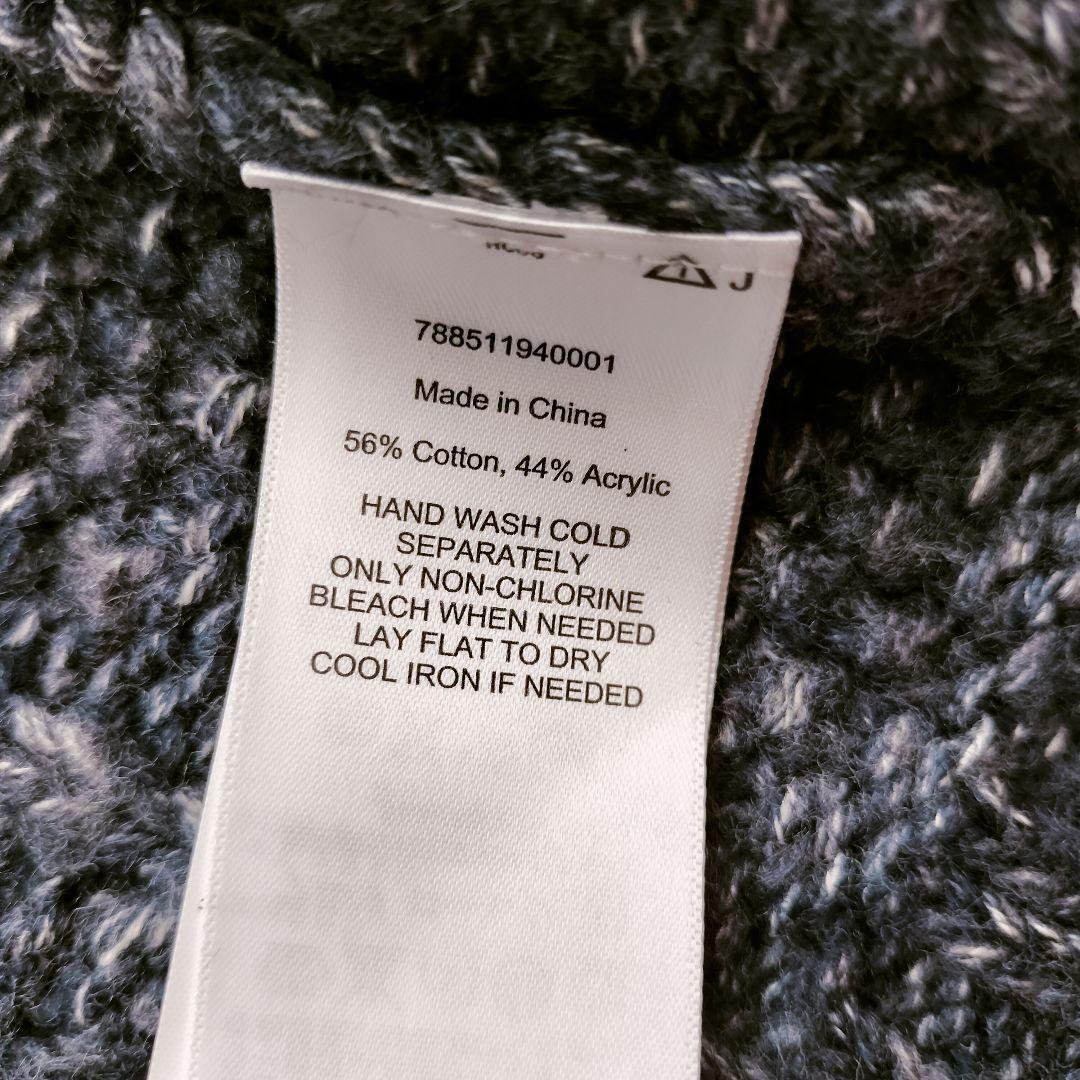 J
788511940001
Made in China
56% Cotton, 44% Acrylic
HAND WASH COLD
SEPARATELY
ONLY NON-CHLORINE
BLEACH WHEN NEEDED
LAY FLAT TO DRY
COOL IRON IF NEEDED